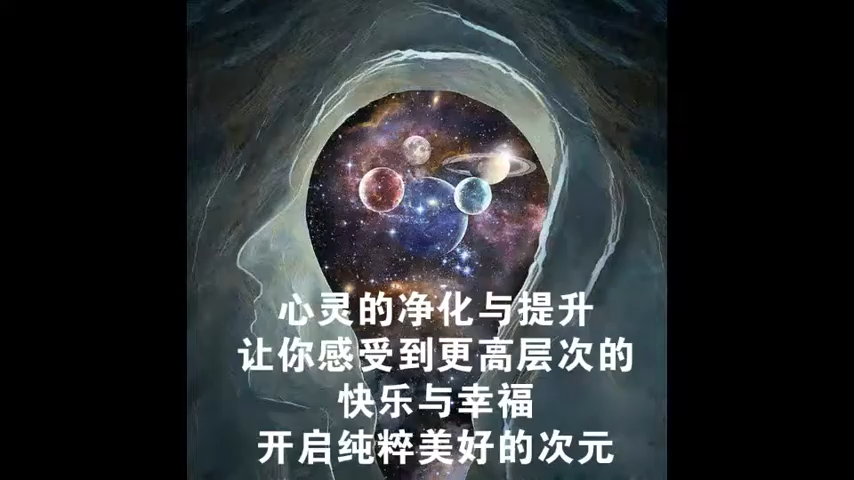 心灵的净化与提升
让你感受到更高层次的
快乐与幸福
开启纯粹美好的次元